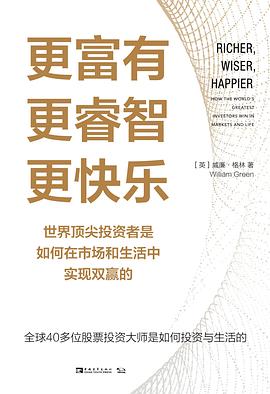 更富有
更睿智
更快乐
RICHER,
WISER,
HAPPIER
HOW THE WORLD'S
GREATEST
INVESTORS WIN IN
MARKETS AND LIFE
［英］威廉·格林 著
William Green
世界顶尖投资者是
如何在市场和生活中
实现双赢的
全球40多位股票投资大师是如何投资与生活的